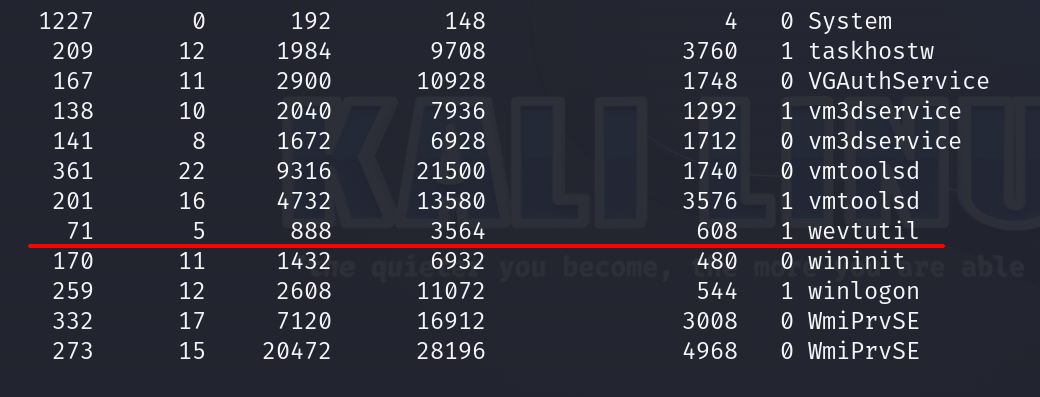 1227 0 192 148 4 0 System
209 12 1984 9708 3760 1 taskhostw
167 11 2900 10928 1748 0 VGAuthService
138 10 2040 7936 1292 1 vm3dservice
141 8 1672 6928 1712 0 vm3dservice
361 22 9316 21500 1740 0 vmtoolsd
201 16 4732 13580 3576 1 vmtoolsd
71 5 888 3564 608 1 wevtutil
170 11 1432 6932 480 0 wininit
259 12 2608 11072 544 1 winlogon
332 17 7120 16912 3008 0 WmiPrvSE
273 15 20472 28196 4968 0 WmiPrvSE
KALI LINU
the quieter you become, the more you are able